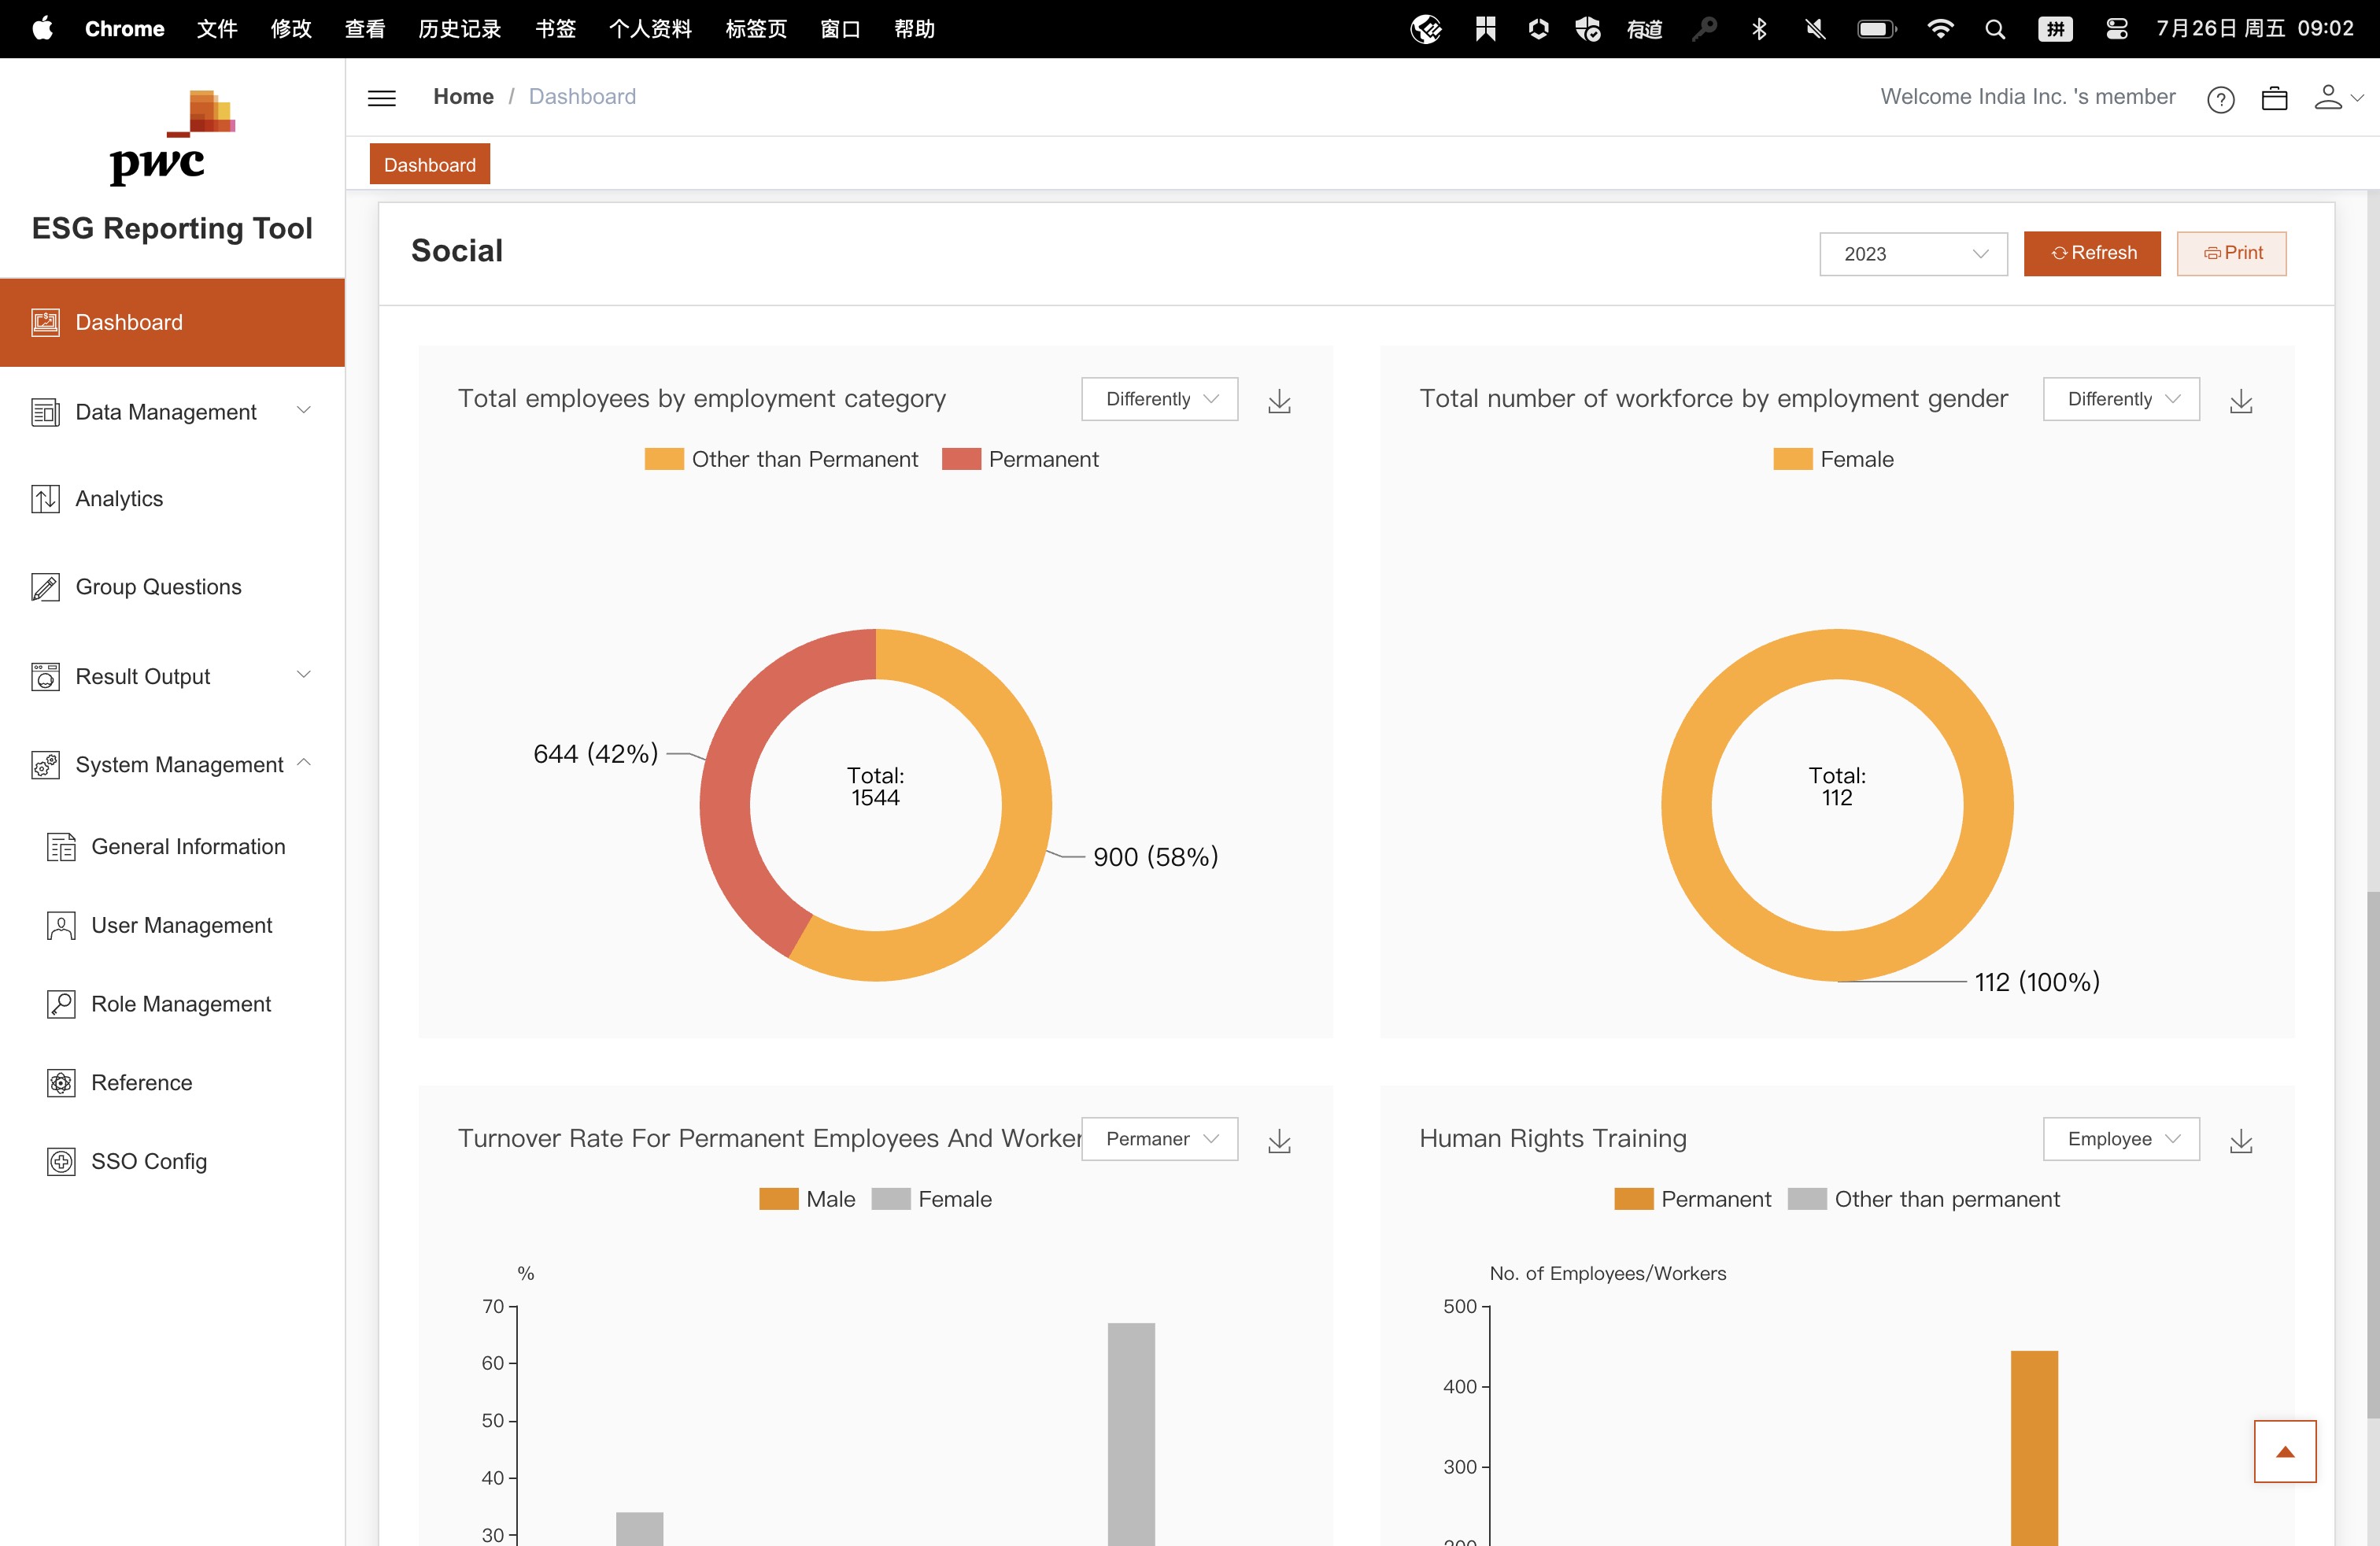 Chrome 文件 修改 查看 历史记录 书签 个人资料 标签页 窗口 帮助 有道 拼 7月26日 周五 09:02
pwc
ESG Reporting Tool
Dashboard
Data Management
Analytics
Group Questions
Result Output
System Management
General Information
User Management
Role Management
Reference
SSO Config
Home / Dashboard
Welcome India Inc. 's member
Dashboard
Social
2023
Refresh
Print
Total employees by employment category
Differently
Other than Permanent
Permanent
644 (42%)
Total:
1544
900 (58%)
Total number of workforce by employment gender
Differently
Female
Total:
112
112 (100%)
Turnover Rate For Permanent Employees And Worker
Permaner
Male
Female
%
70
60
50
40
30
Human Rights Training
Employee
Permanent
Other than permanent
No. of Employees/Workers
500
400
300